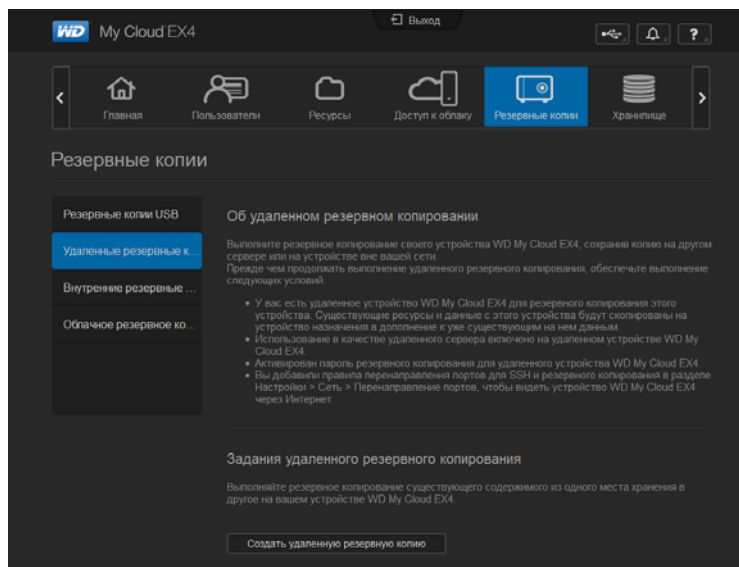 WD My Cloud EX4
Выход
?
Главная
Пользователи
Ресурсы
Доступ к облаку
Резервные копии
Хранилище
Резервные копии
Резервные копии USB
Удаленные резервные к...
Внутренние резервные ...
Облачное резервное ко...
Об удаленном резервном копировании
Выполните резервное копирование своего устройства WD My Cloud EX4, сохранив копию на другом
сервере или на устройстве вне вашей сети.
Прежде чем продолжать выполнение удаленного резервного копирования, обеспечьте выполнение
следующих условий.
• У вас есть удаленное устройство WD My Cloud EX4 для резервного копирования этого
устройства. Существующие ресурсы и данные с этого устройства будут скопированы на
устройство назначения в дополнение к уже существующим на нем данным.
• Использование в качестве удаленного сервера включено на удаленном устройстве WD My
Cloud EX4.
• Активирован пароль резервного копирования для удаленного устройства WD My Cloud EX4.
• Вы добавили правила перенаправления портов для SSH и резервного копирования в разделе
Настройки > Сеть > Перенаправление портов, чтобы видеть устройство WD My Cloud EX4
через Интернет.
Задания удаленного резервного копирования
Выполняйте резервное копирование существующего содержимого из одного места хранения в
другое на вашем устройстве WD My Cloud EX4.
Создать удаленную резервную копию